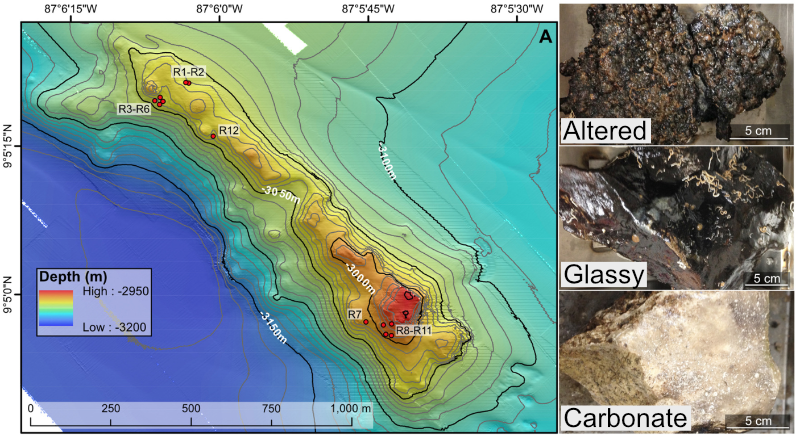 87°6'15"W 87°6'0"W 87°5'45"W 87°5'30"W
A
R1-R2
R3-R6
R12
-3100m
9°5'15"N
-3050m
Depth (m)
High : -2950
Low : -3200
-3000m
9°5'0"N
R7
R8-R11
-3150m
0 250 500 750 1,000 m
Altered
5 cm
Glassy
5 cm
Carbonate
5 cm